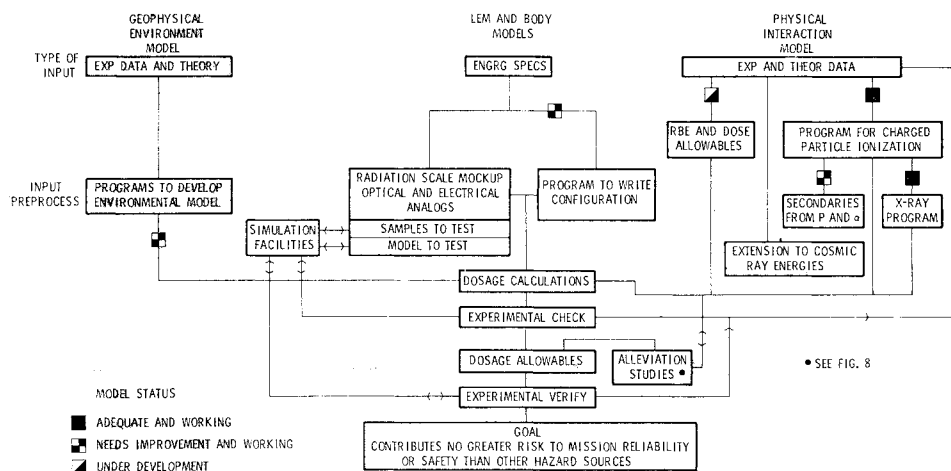 GEOPHYSICAL
ENVIRONMENT
MODEL
LEM AND BODY
MODELS
PHYSICAL
INTERACTION
MODEL
TYPE OF
INPUT
EXP DATA AND THEORY
ENGRG SPECS
EXP AND THEOR DATA
RBE AND DOSE
ALLOWABLES
PROGRAM FOR CHARGED
PARTICLE IONIZATION
INPUT
PREPROCESS
PROGRAMS TO DEVELOP
ENVIRONMENTAL MODEL
RADIATION SCALE MOCKUP
OPTICAL AND ELECTRICAL
ANALOGS
SAMPLES TO TEST
MODEL TO TEST
PROGRAM TO WRITE
CONFIGURATION
SECONDARIES
FROM P AND α
X-RAY
PROGRAM
SIMULATION
FACILITIES
EXTENSION TO COSMIC
RAY ENERGIES
DOSAGE CALCULATIONS
EXPERIMENTAL CHECK
DOSAGE ALLOWABLES
ALLEVIATION
STUDIES •
• SEE FIG. 8
EXPERIMENTAL VERIFY
MODEL STATUS
ADEQUATE AND WORKING
NEEDS IMPROVEMENT AND WORKING
UNDER DEVELOPMENT
GOAL
CONTRIBUTES NO GREATER RISK TO MISSION RELIABILITY
OR SAFETY THAN OTHER HAZARD SOURCES